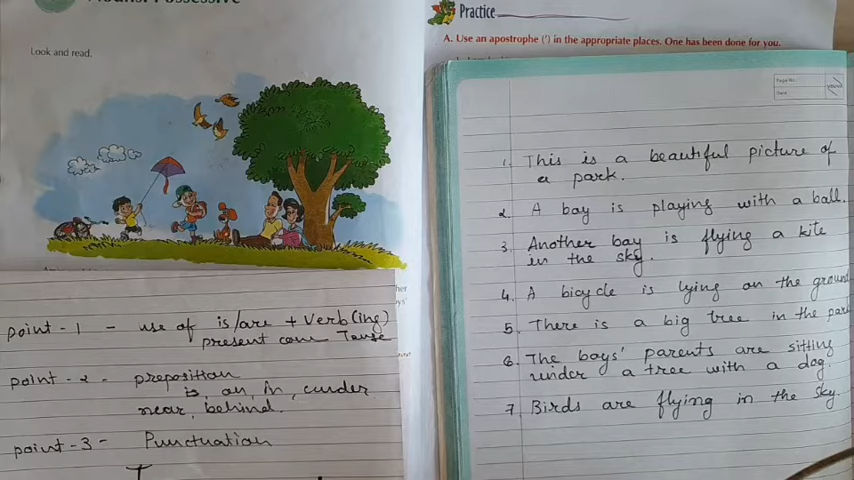 Nouns: Possessive
Look and read.
Practice
A. Use an apostrophe (') in the appropriate places. One has been done for you.
1. This is a beautiful picture of
a park.
2. A boy is playing with a ball.
3. Another boy is flying a kite
in the sky.
4. A bicycle is lying on the ground
5. There is a big tree in the par
6. The boys' parents are sitting
under a tree with a dog.
7 Birds are flying in the sky.
point-1 - use of is/are + Verb(ing)
present con Tense
point-2 - preposition
is, on, in, under
near, behind.
point-3 - Punctuation